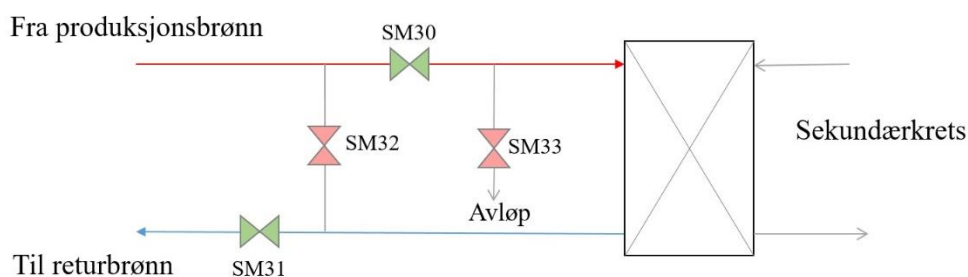 Fra produksjonsbrønn
SM30
SM32
SM33
Sekundærkrets
Avløp
Til returbrønn
SM31